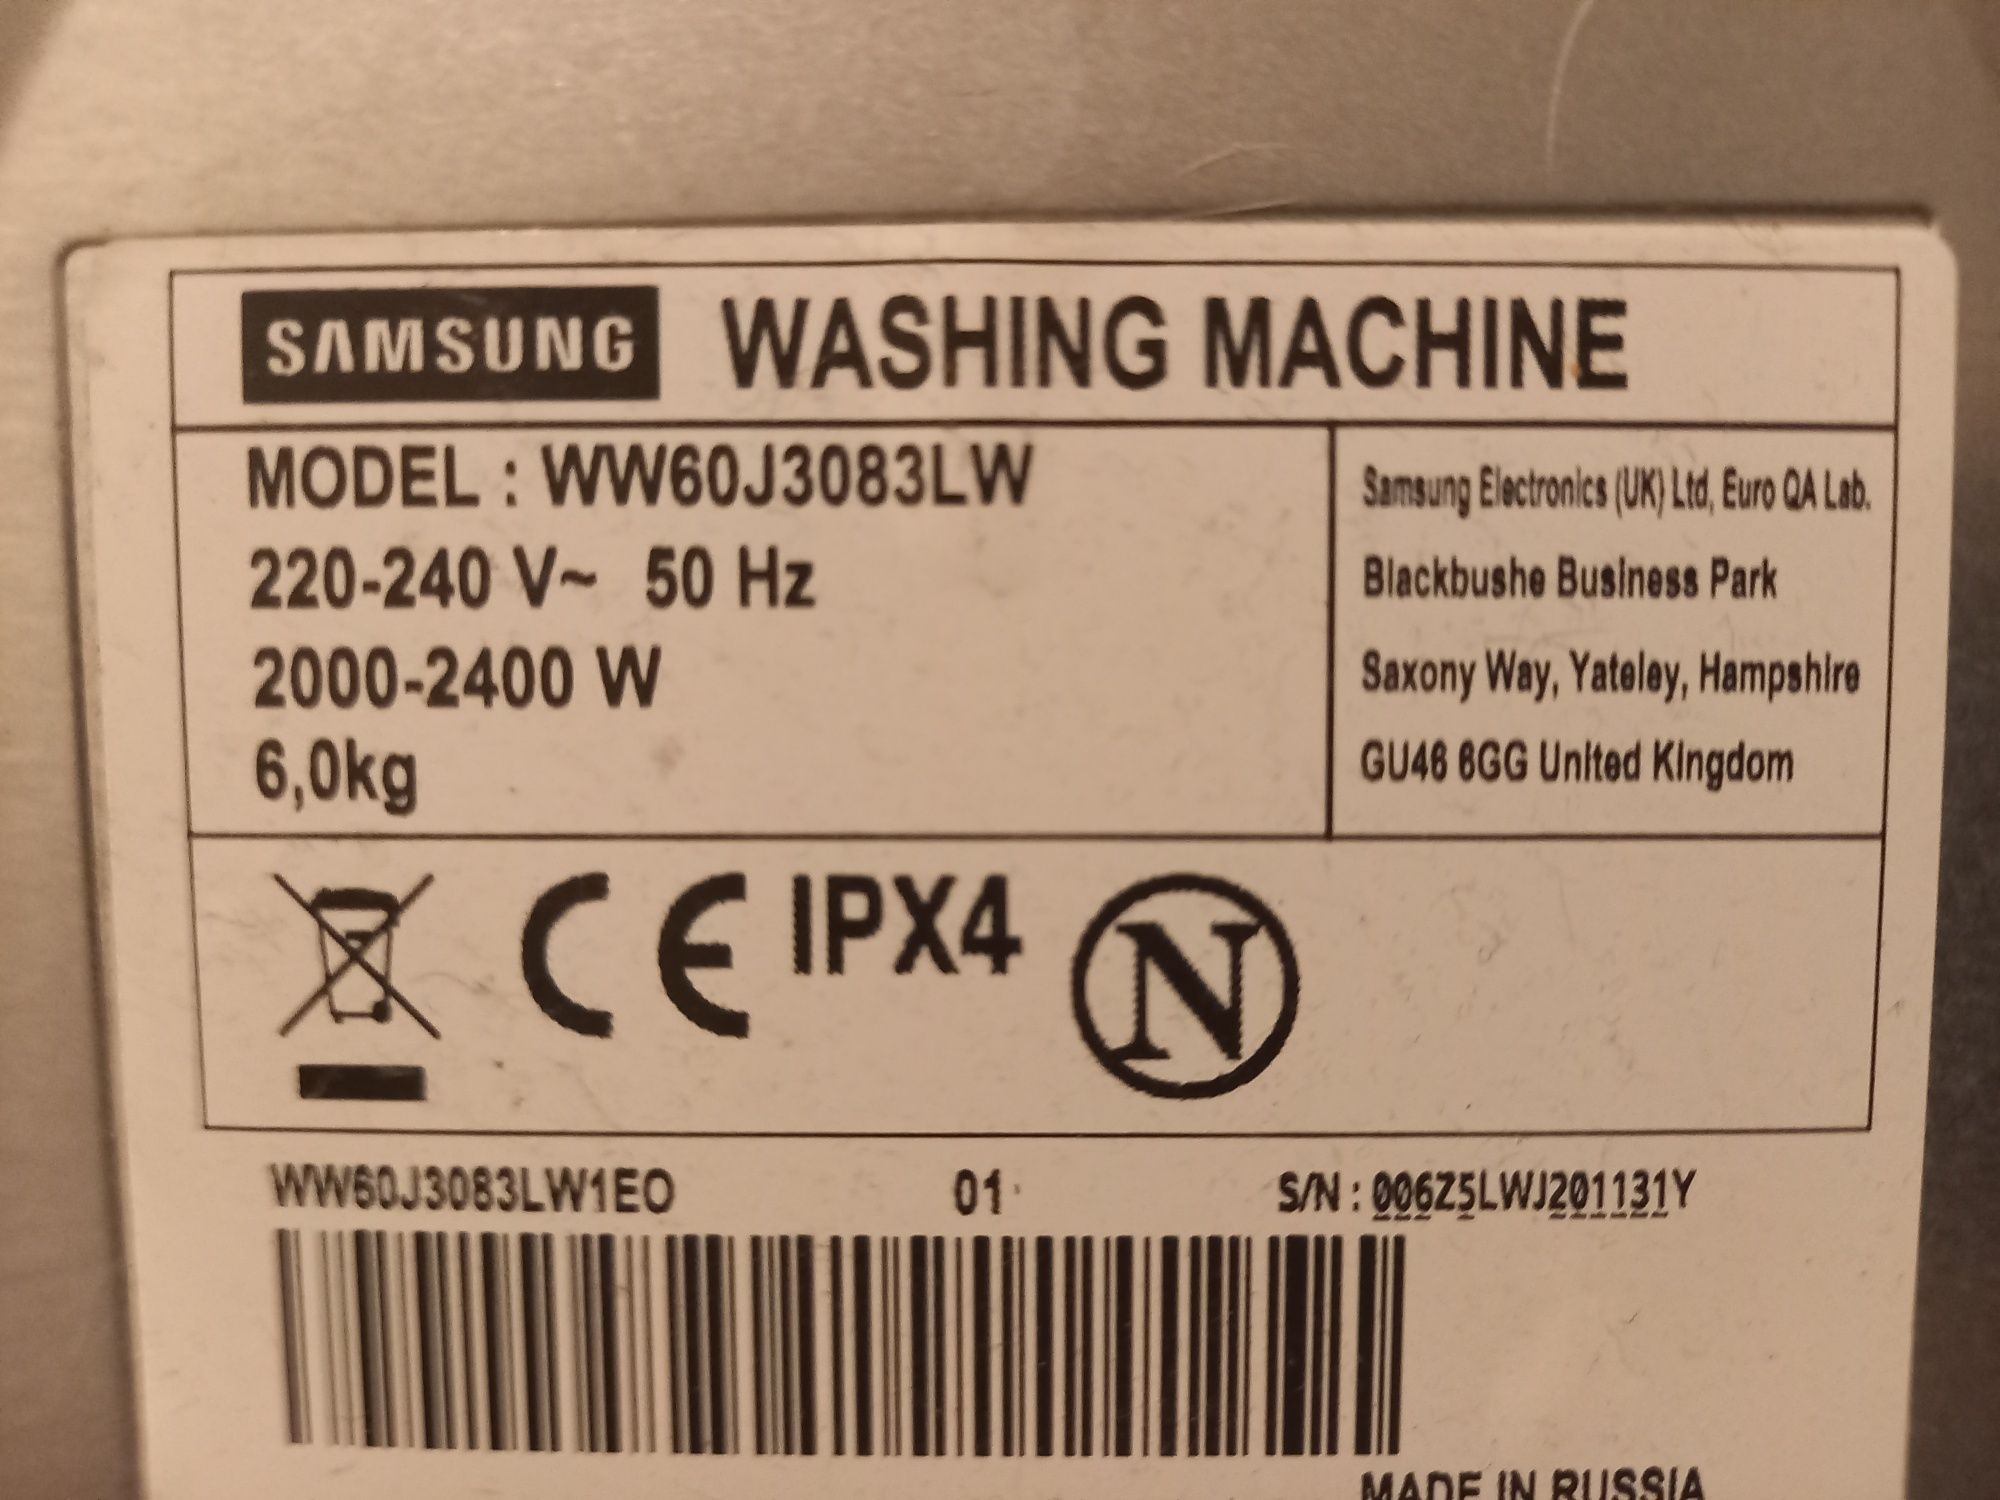 SAMSUNG WASHING MACHINE
MODEL : WW60J3083LW
220-240 V~ 50 Hz
2000-2400 W
6,0kg
Samsung Electronics (UK) Ltd, Euro QA Lab.
Blackbushe Business Park
Saxony Way, Yateley, Hampshire
GU46 6GG United Kingdom
CE IPX4 N
WW60J3083LW1EO 01 S/N : 006Z5LWJ201131Y
MADE IN RUSSIA